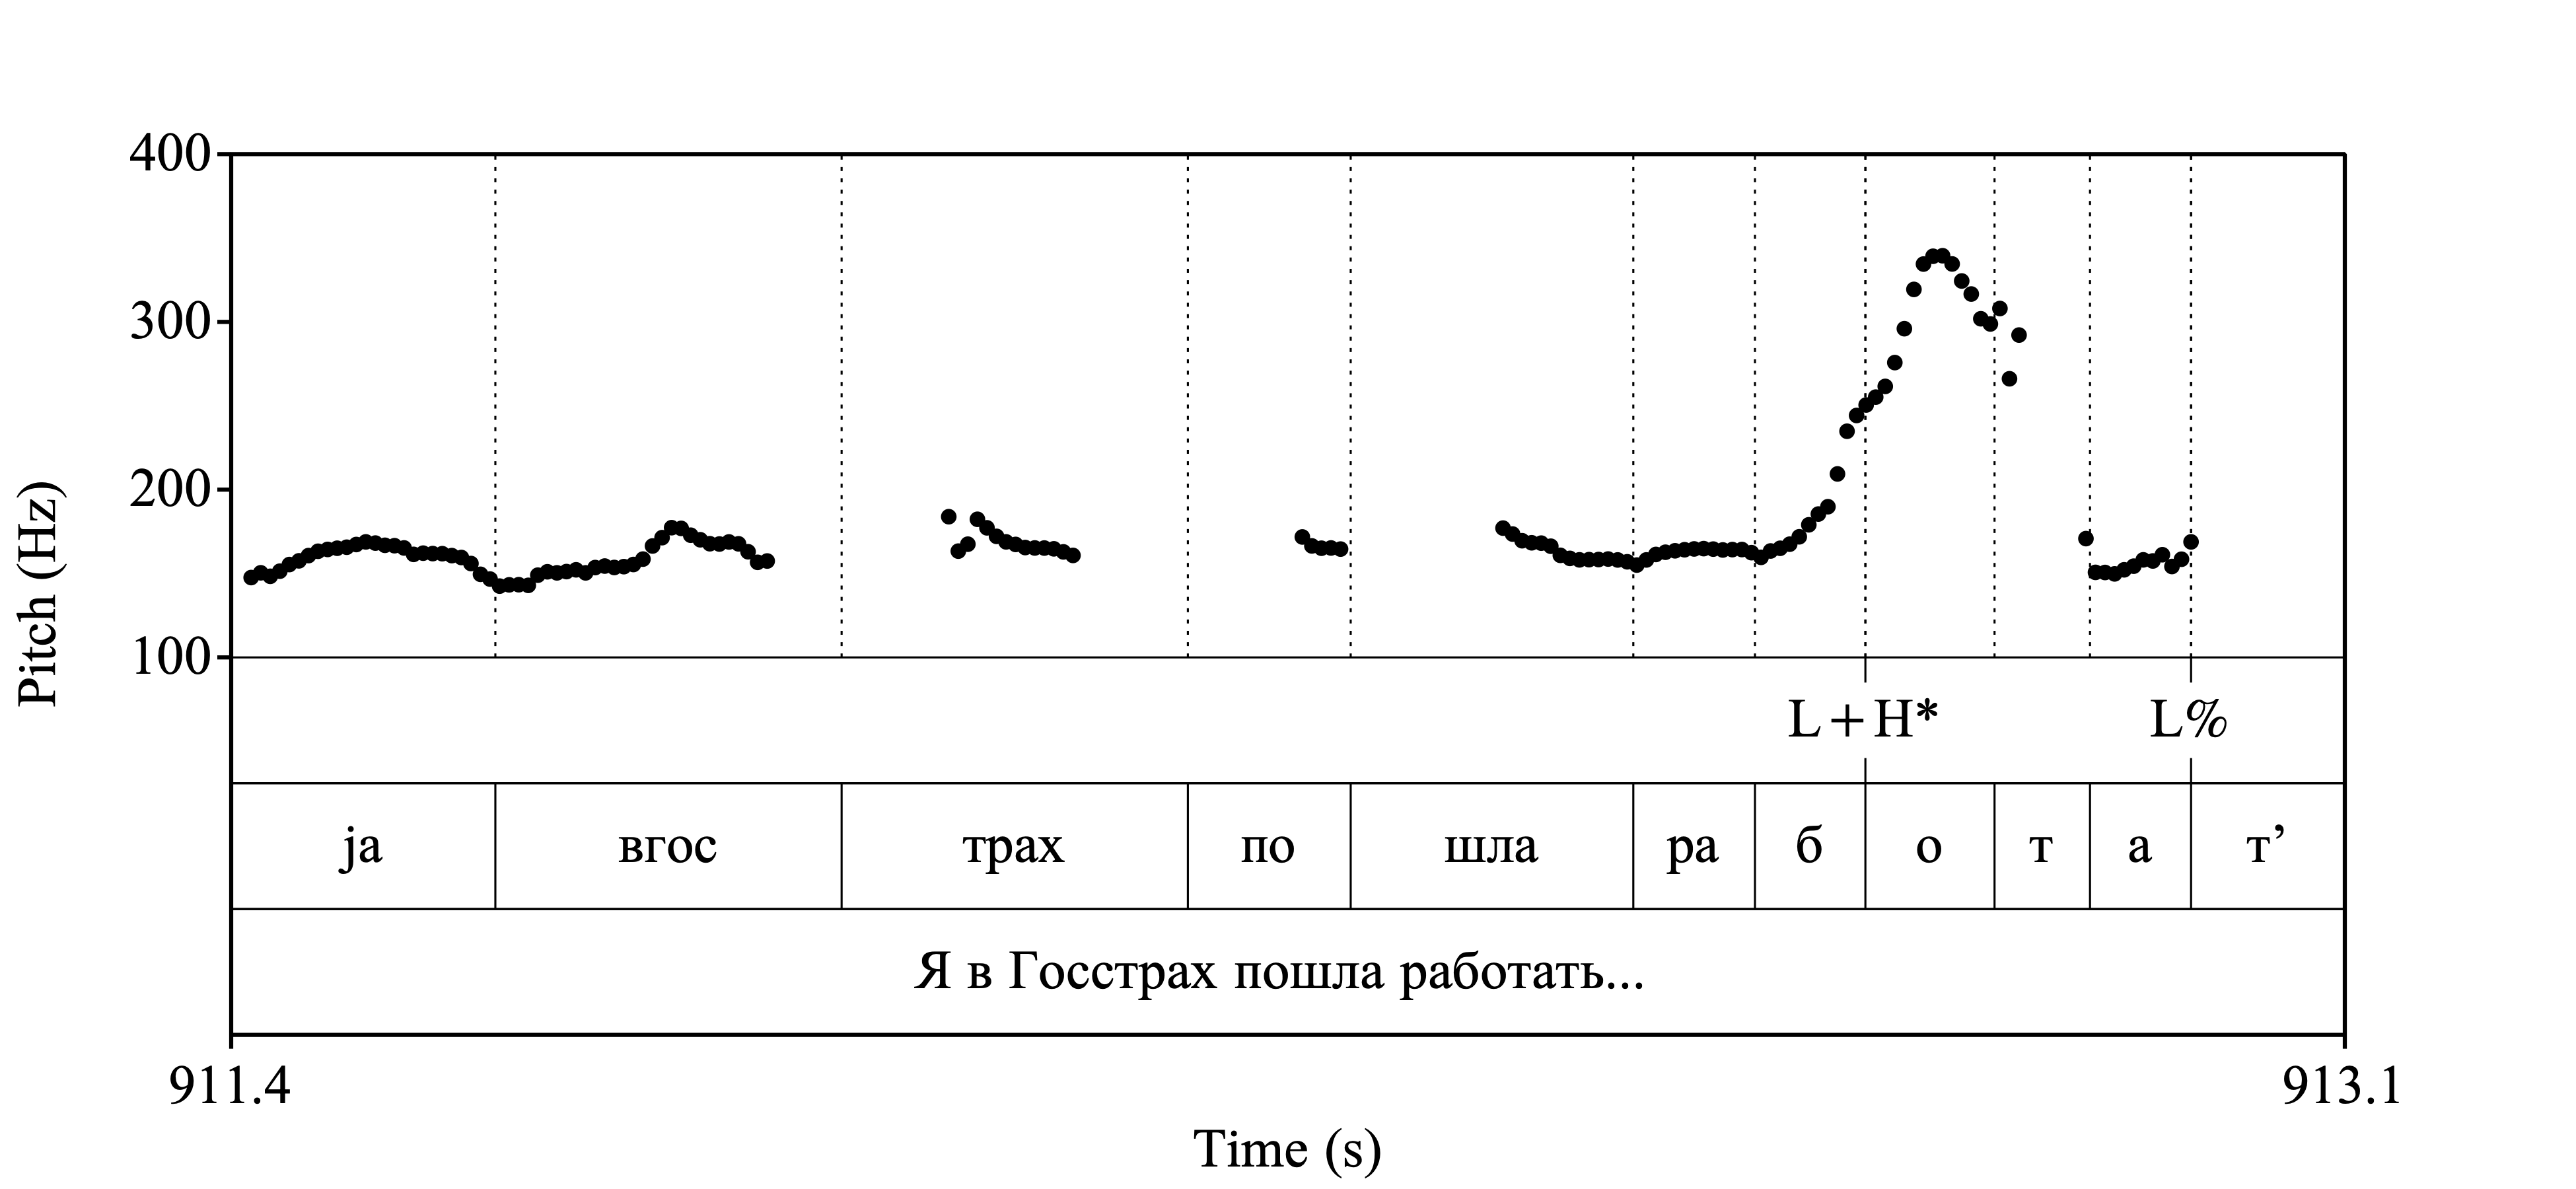 400
300
200
100
Pitch (Hz)
L+H* L%
ја вгос трах по шла ра б о т а т’
Я в Госстрах пошла работать...
911.4 913.1
Time (s)